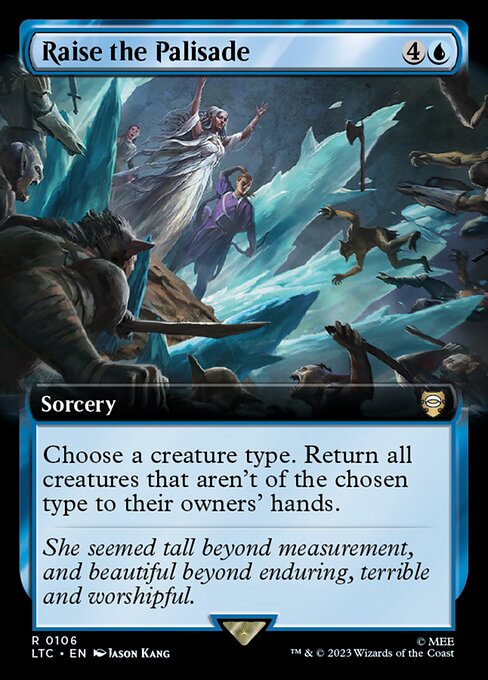 Raise the Palisade 4
Sorcery
Choose a creature type. Return all
creatures that aren't of the chosen
type to their owners' hands.
She seemed tall beyond measurement,
and beautiful beyond enduring, terrible
and worshipful.
R 0106 © MEE
LTC • EN Jason Kang ™ & © 2023 Wizards of the Coast